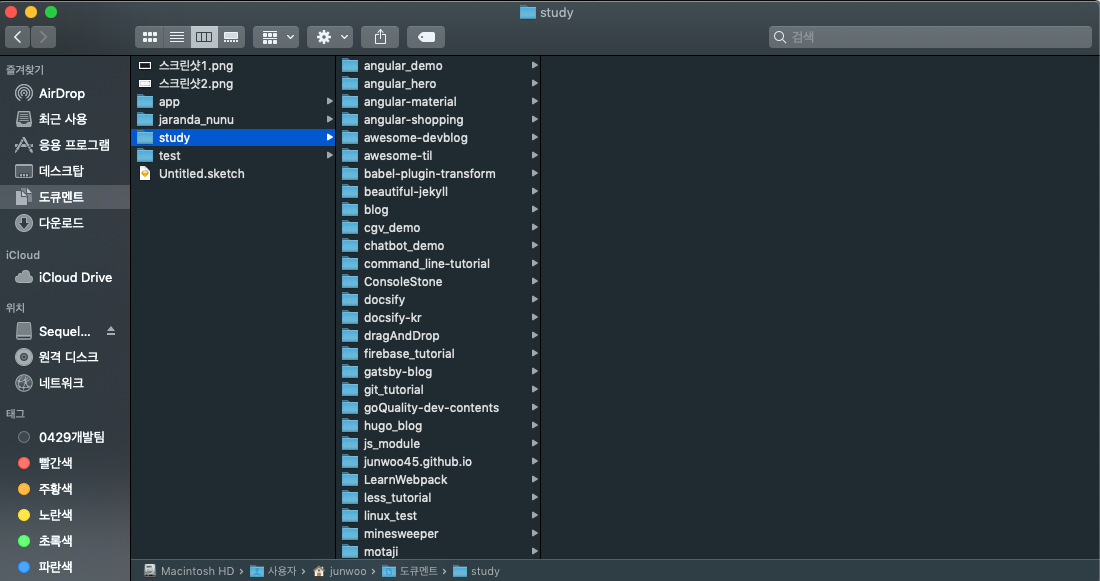 study
검색
즐겨찾기
AirDrop
최근 사용
응용 프로그램
데스크탑
도큐멘트
다운로드
iCloud
iCloud Drive
위치
Sequel...
원격 디스크
네트워크
태그
0429개발팀
빨간색
주황색
노란색
초록색
파란색
스크린샷1.png
스크린샷2.png
app
jaranda_nunu
study
test
Untitled.sketch
angular_demo
angular_hero
angular-material
angular-shopping
awesome-devblog
awesome-til
babel-plugin-transform
beautiful-jekyll
blog
cgv_demo
chatbot_demo
command_line-tutorial
ConsoleStone
docsify
docsify-kr
dragAndDrop
firebase_tutorial
gatsby-blog
git_tutorial
goQuality-dev-contents
hugo_blog
js_module
junwoo45.github.io
LearnWebpack
less_tutorial
linux_test
minesweeper
motaji
Macintosh HD › 사용자 › junwoo › 도큐멘트 › study